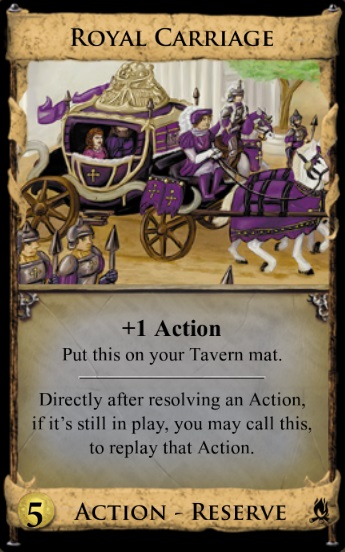 Royal Carriage
+1 Action
Put this on your Tavern mat.
Directly after resolving an Action,
if it's still in play, you may call this,
to replay that Action.
5 Action - Reserve